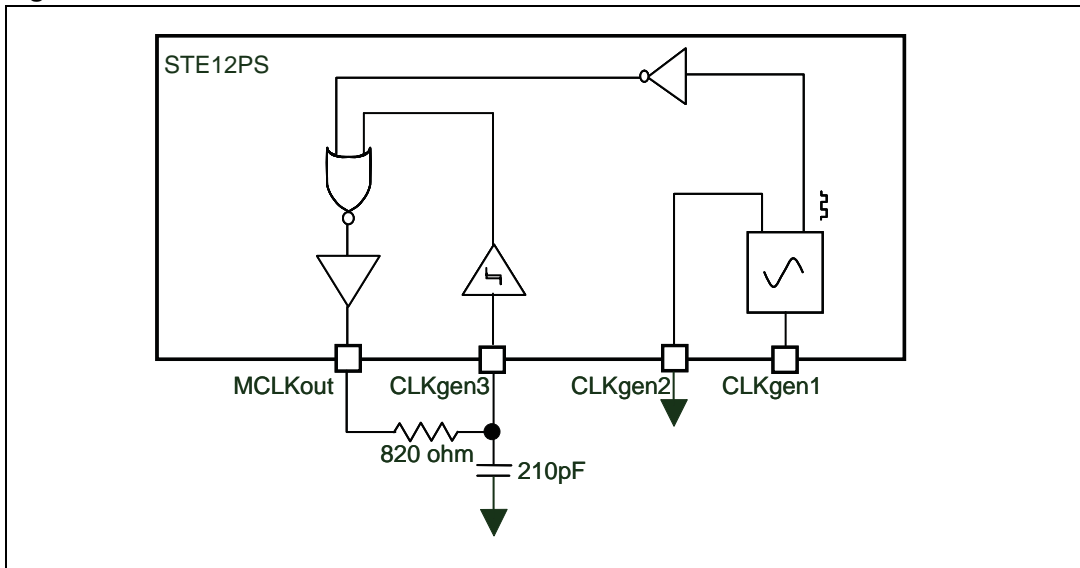 STE12PS
MCLKout
CLKgen3
CLKgen2
CLKgen1
820 ohm
210pF